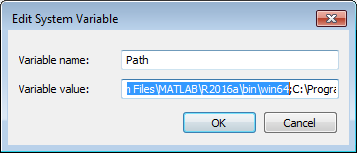 Edit System Variable
Variable name: Path
Variable value: n Files\MATLAB\R2016a\bin\win64;C:\Progra
OK Cancel